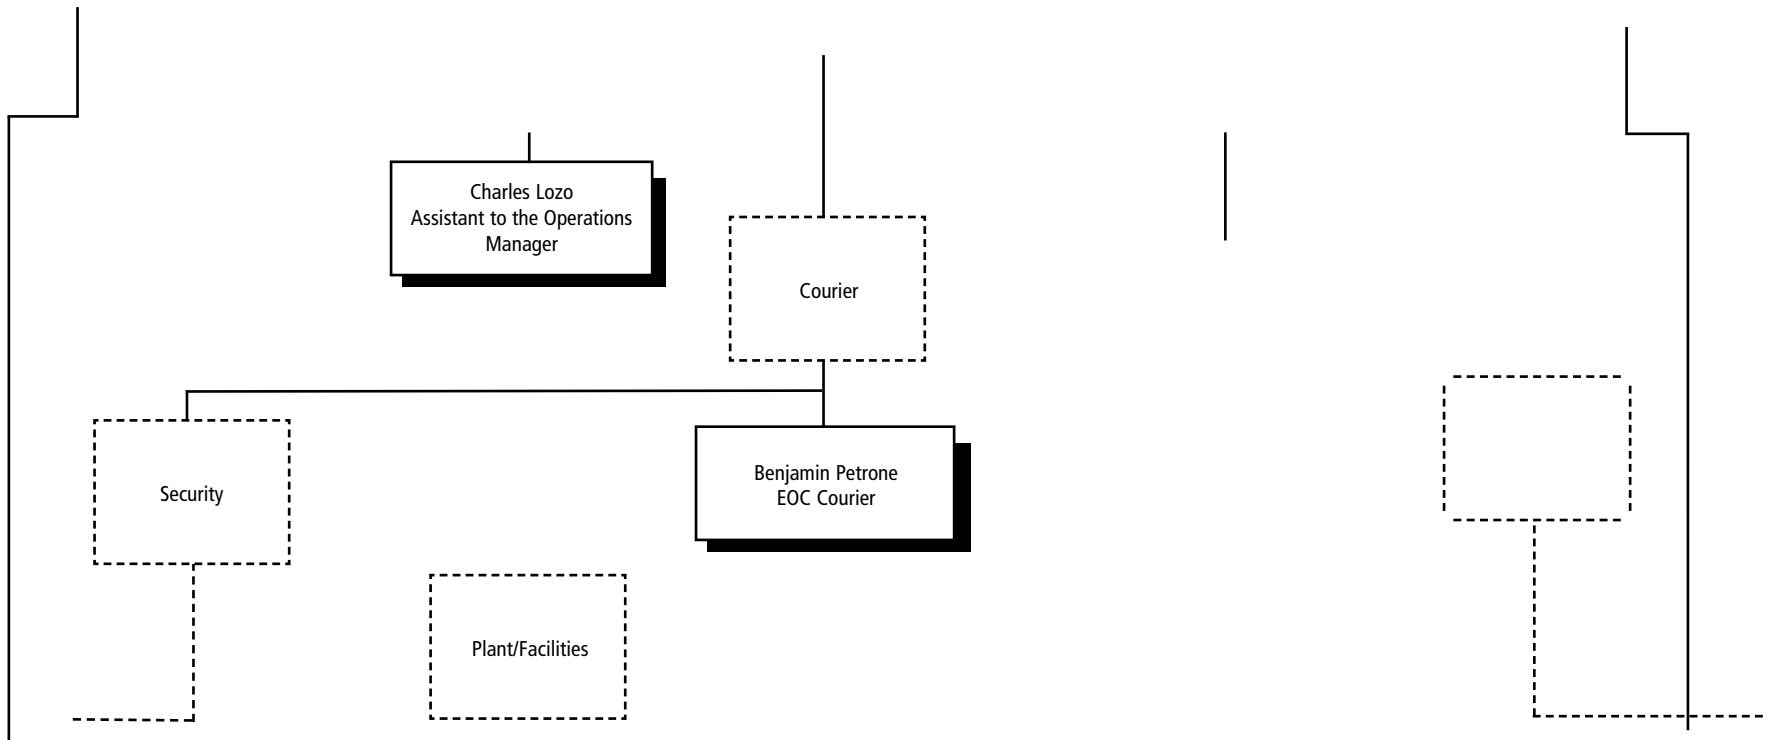 Charles Lozo
Assistant to the Operations
Manager
Courier
Security
Benjamin Petrone
EOC Courier
Plant/Facilities